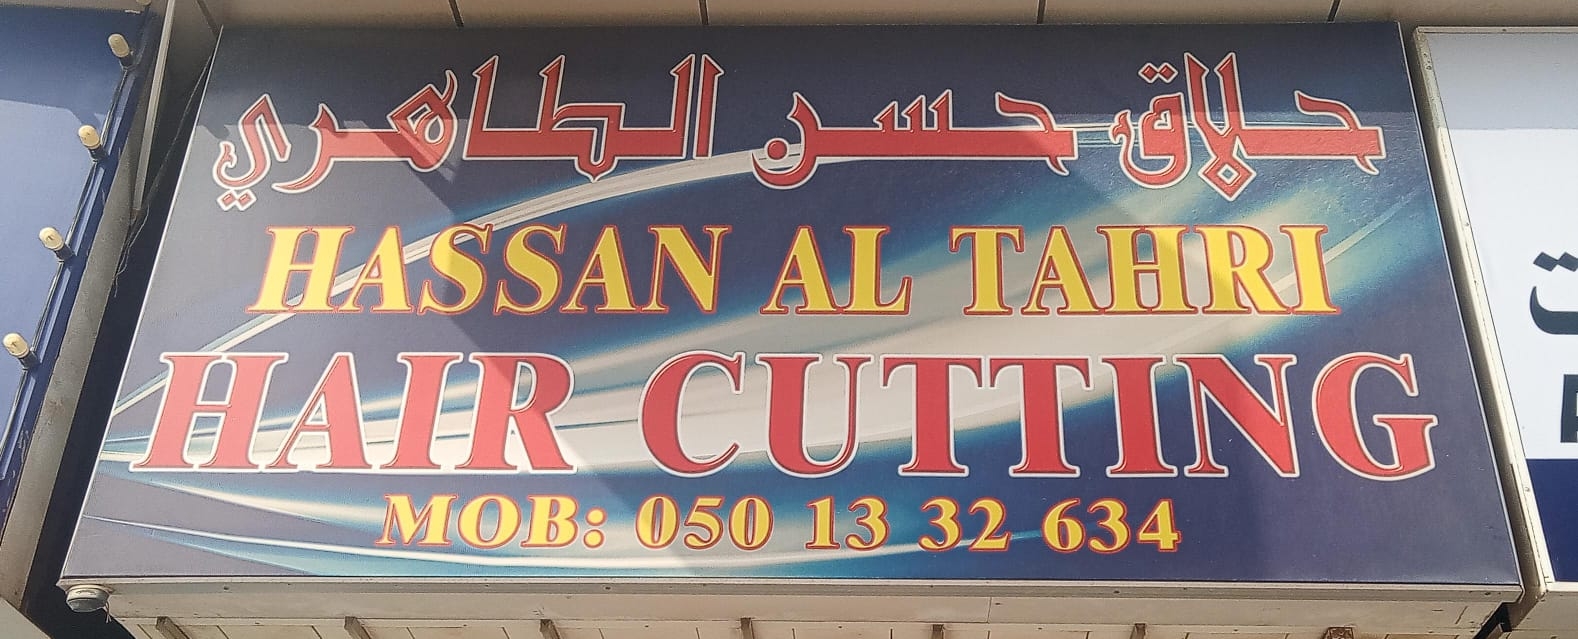 حلاق حسن الطاهري
HASSAN AL TAHRI
HAIR CUTTING
MOB: 050 13 32 634